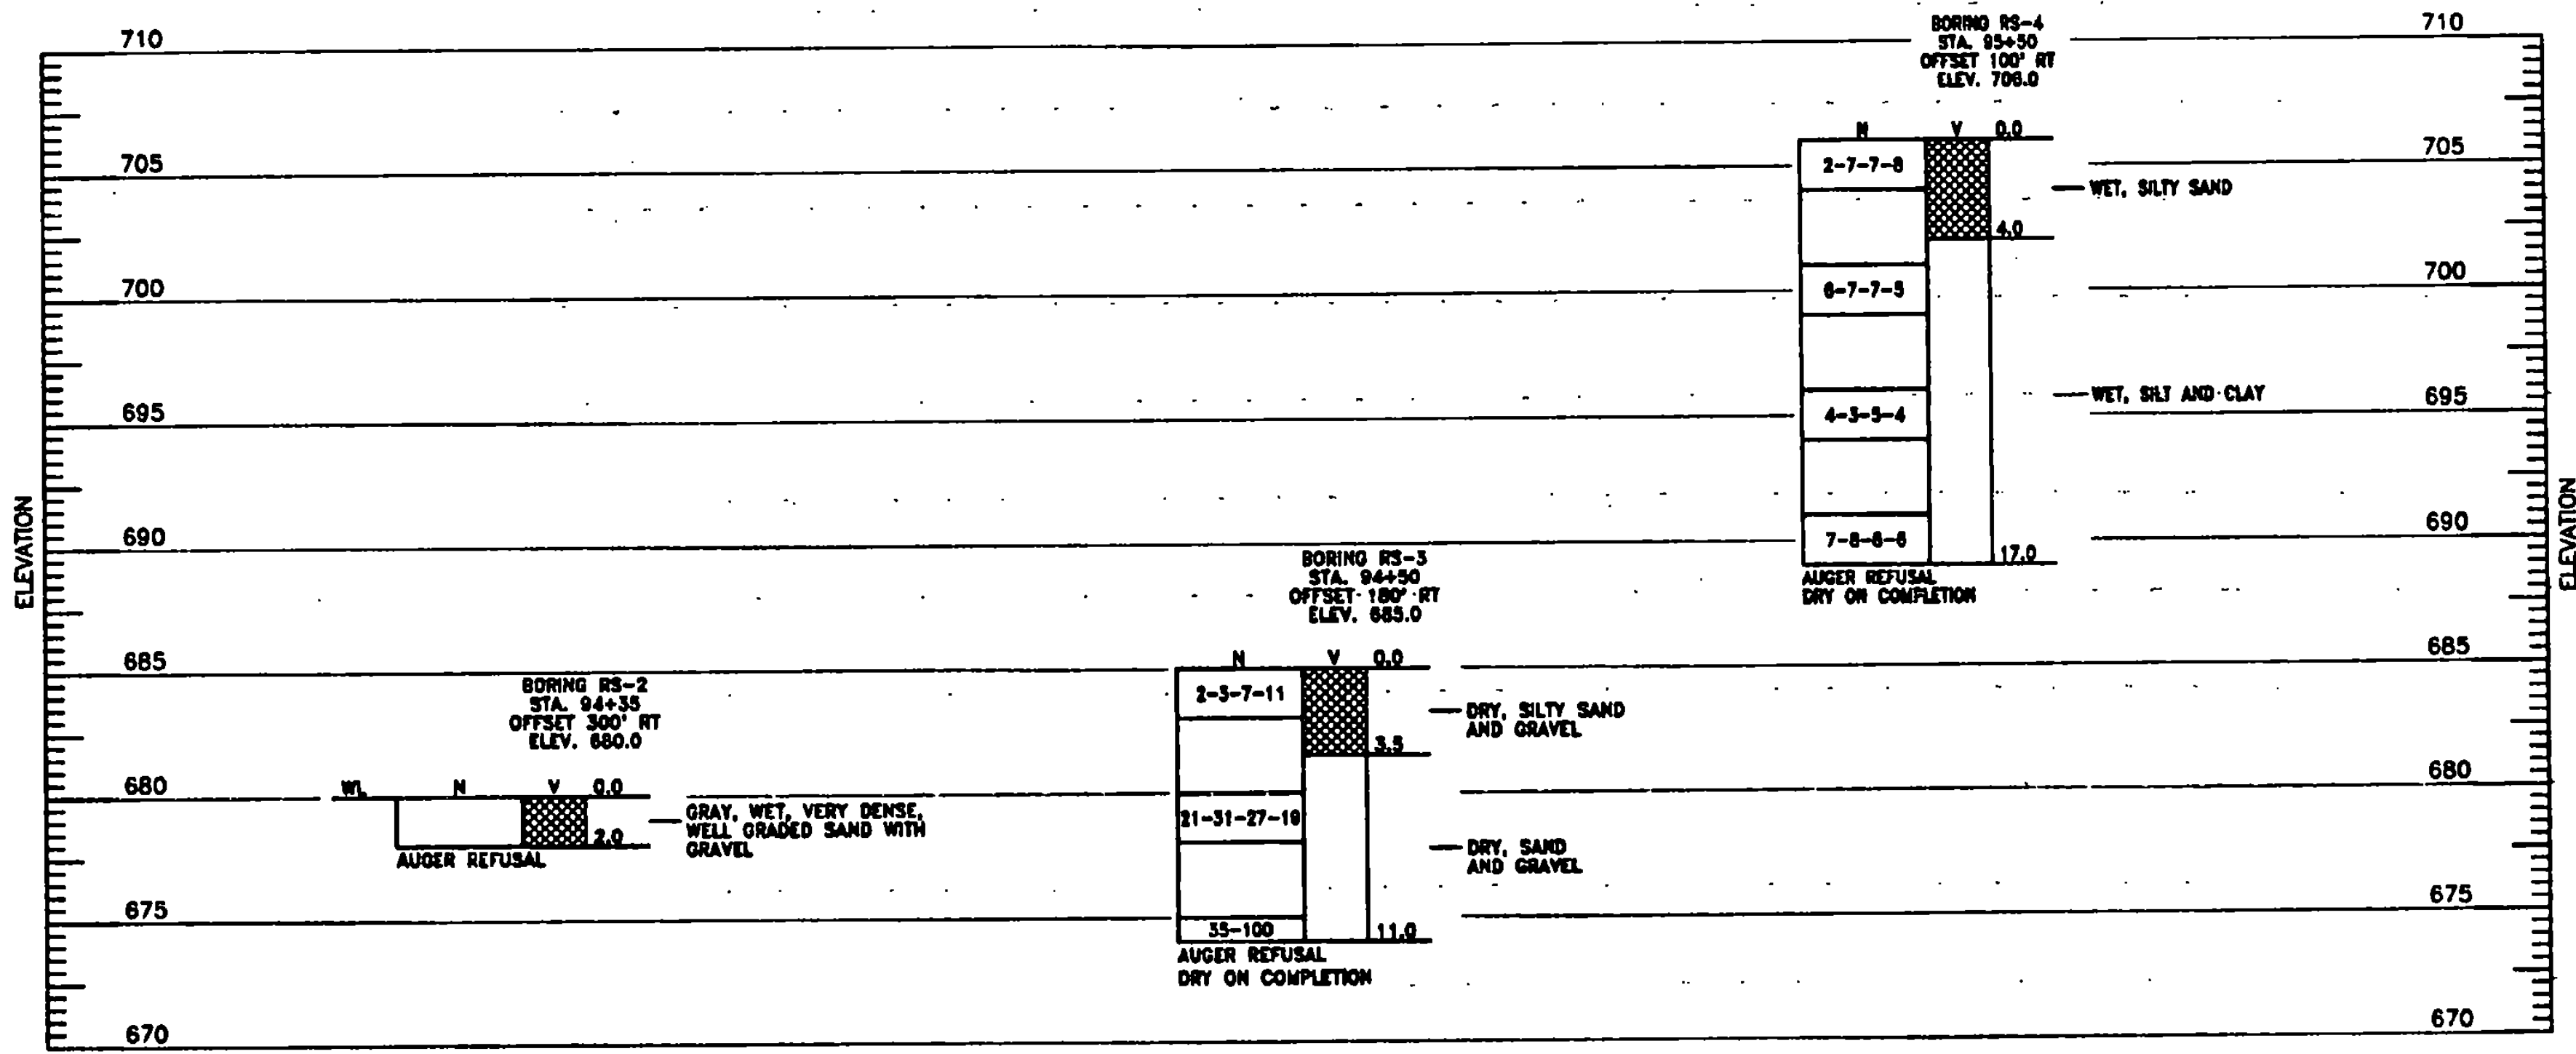 710
710
BORING RS-4
STA. 95+50
OFFSET 100' RT
ELEV. 706.0
N V 0.0
705
2-7-7-8
705
WET, SILTY SAND
4.0
700
6-7-7-5
700
695
4-3-5-4
WET, SILT AND CLAY
695
ELEVATION
ELEVATION
690
7-8-6-6
17.0
690
AUGER REFUSAL
DRY ON COMPLETION
BORING RS-3
STA. 94+50
OFFSET 180' RT
ELEV. 685.0
685
N V 0.0
685
2-3-7-11
DRY, SILTY SAND
AND GRAVEL
3.5
BORING RS-2
STA. 94+35
OFFSET 300' RT
ELEV. 680.0
680
WL N V 0.0
680
GRAY, WET, VERY DENSE,
WELL GRADED SAND WITH
GRAVEL
2.0
AUGER REFUSAL
21-31-27-19
DRY, SAND
AND GRAVEL
675
675
35-100
11.0
AUGER REFUSAL
DRY ON COMPLETION
670
670